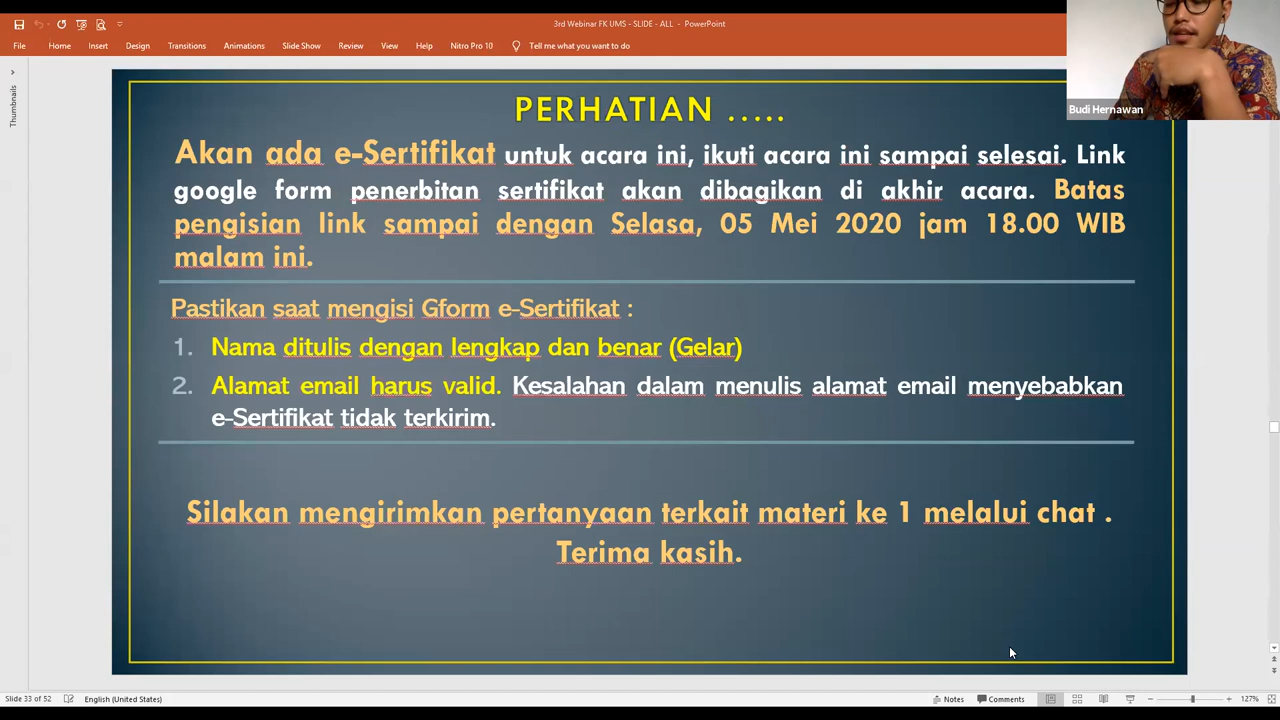 3rd Webinar FK UMS - SLIDE - ALL - PowerPoint
File Home Insert Design Transitions Animations Slide Show Review View Help Nitro Pro 10 Tell me what you want to do
Thumbnails
Budi Hernawan
PERHATIAN .....
Akan ada e-Sertifikat untuk acara ini, ikuti acara ini sampai selesai. Link
google form penerbitan sertifikat akan dibagikan di akhir acara. Batas
pengisian link sampai dengan Selasa, 05 Mei 2020 jam 18.00 WIB
malam ini.
Pastikan saat mengisi Gform e-Sertifikat :
1. Nama ditulis dengan lengkap dan benar (Gelar)
2. Alamat email harus valid. Kesalahan dalam menulis alamat email menyebabkan
e-Sertifikat tidak terkirim.
Silakan mengirimkan pertanyaan terkait materi ke 1 melalui chat .
Terima kasih.
Slide 33 of 52 English (United States) Notes Comments 127%